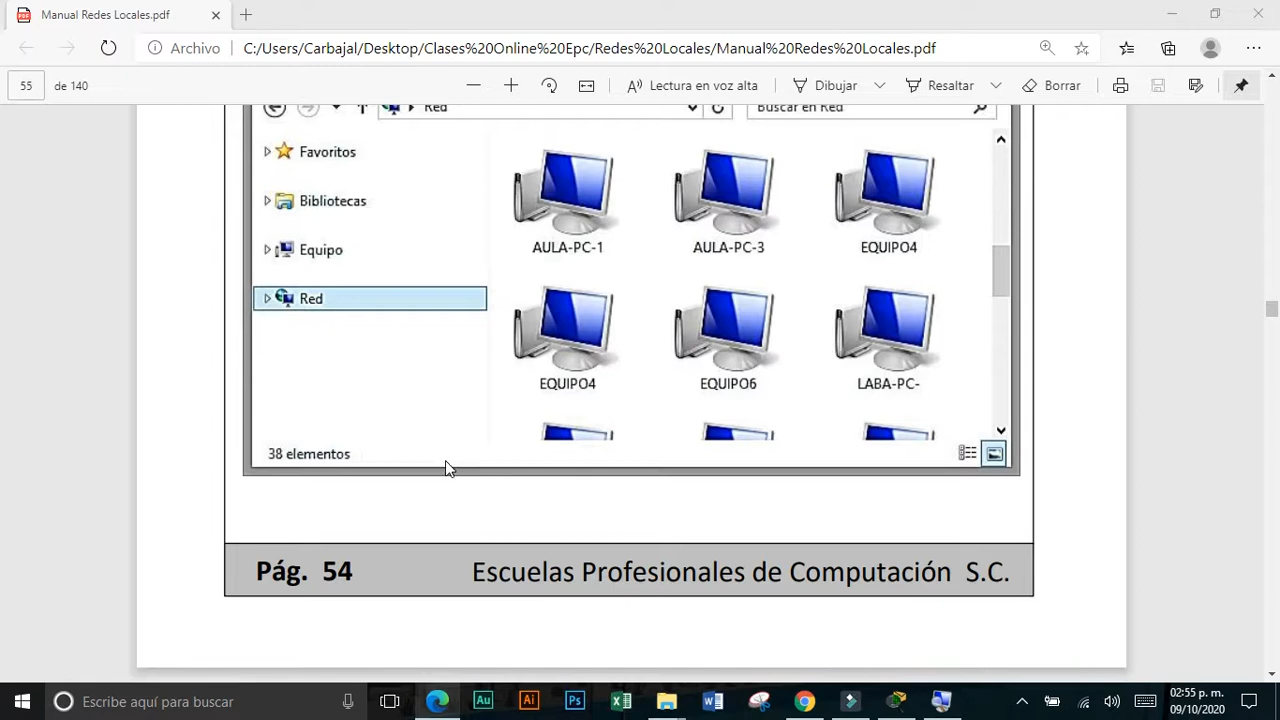 Manual Redes Locales.pdf
Archivo
C:/Users/Carbajal/Desktop/Clases%20Online%20Epc/Redes%20Locales/Manual%20Redes%20Locales.pdf
55 de 140
Lectura en voz alta
Dibujar
Resaltar
Borrar
Red
Buscar en Red
Favoritos
Bibliotecas
Equipo
Red
AULA-PC-1
AULA-PC-3
EQUIPO4
EQUIPO4
EQUIPO6
LABA-PC-
38 elementos
Pág. 54
Escuelas Profesionales de Computación S.C.
Escribe aquí para buscar
Au
Ai
Ps
02:55 p. m.
09/10/2020